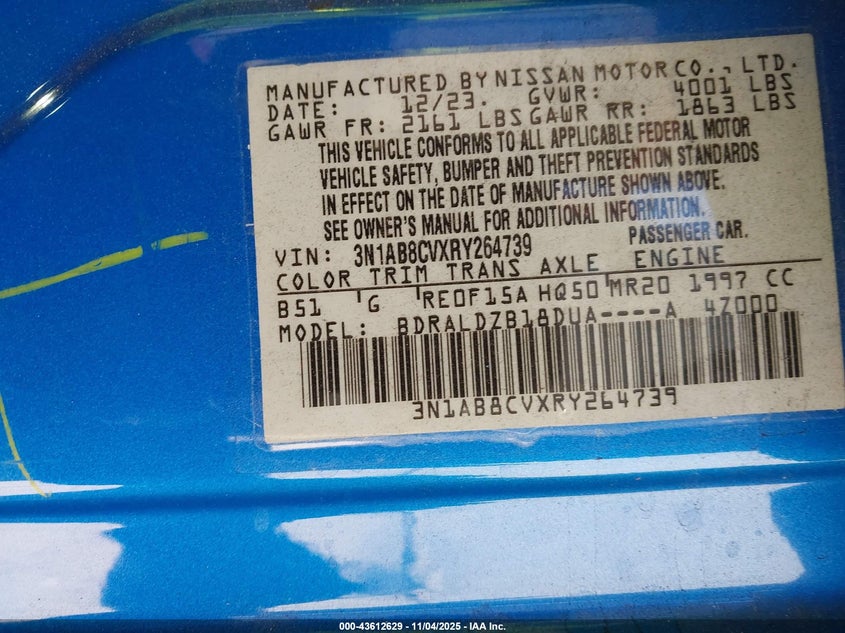 MANUFACTURED BY NISSAN MOTOR CO., LTD.
DATE: 12/23. GVWR: 4001 LBS
GAWR FR: 2161 LBS GAWR RR: 1863 LBS
THIS VEHICLE CONFORMS TO ALL APPLICABLE FEDERAL MOTOR
VEHICLE SAFETY, BUMPER AND THEFT PREVENTION STANDARDS
IN EFFECT ON THE DATE OF MANUFACTURE SHOWN ABOVE.
SEE OWNER'S MANUAL FOR ADDITIONAL INFORMATION.
VIN: 3N1AB8CVXRY264739 PASSENGER CAR.
COLOR TRIM TRANS AXLE ENGINE
B51 'G 'RE0F15A HQ50'MR20 1997 CC
MODEL: BDRALDZB18DUA----A 4Z000
3N1AB8CVXRY264739
000-43612629 - 11/04/2025 - IAA Inc.